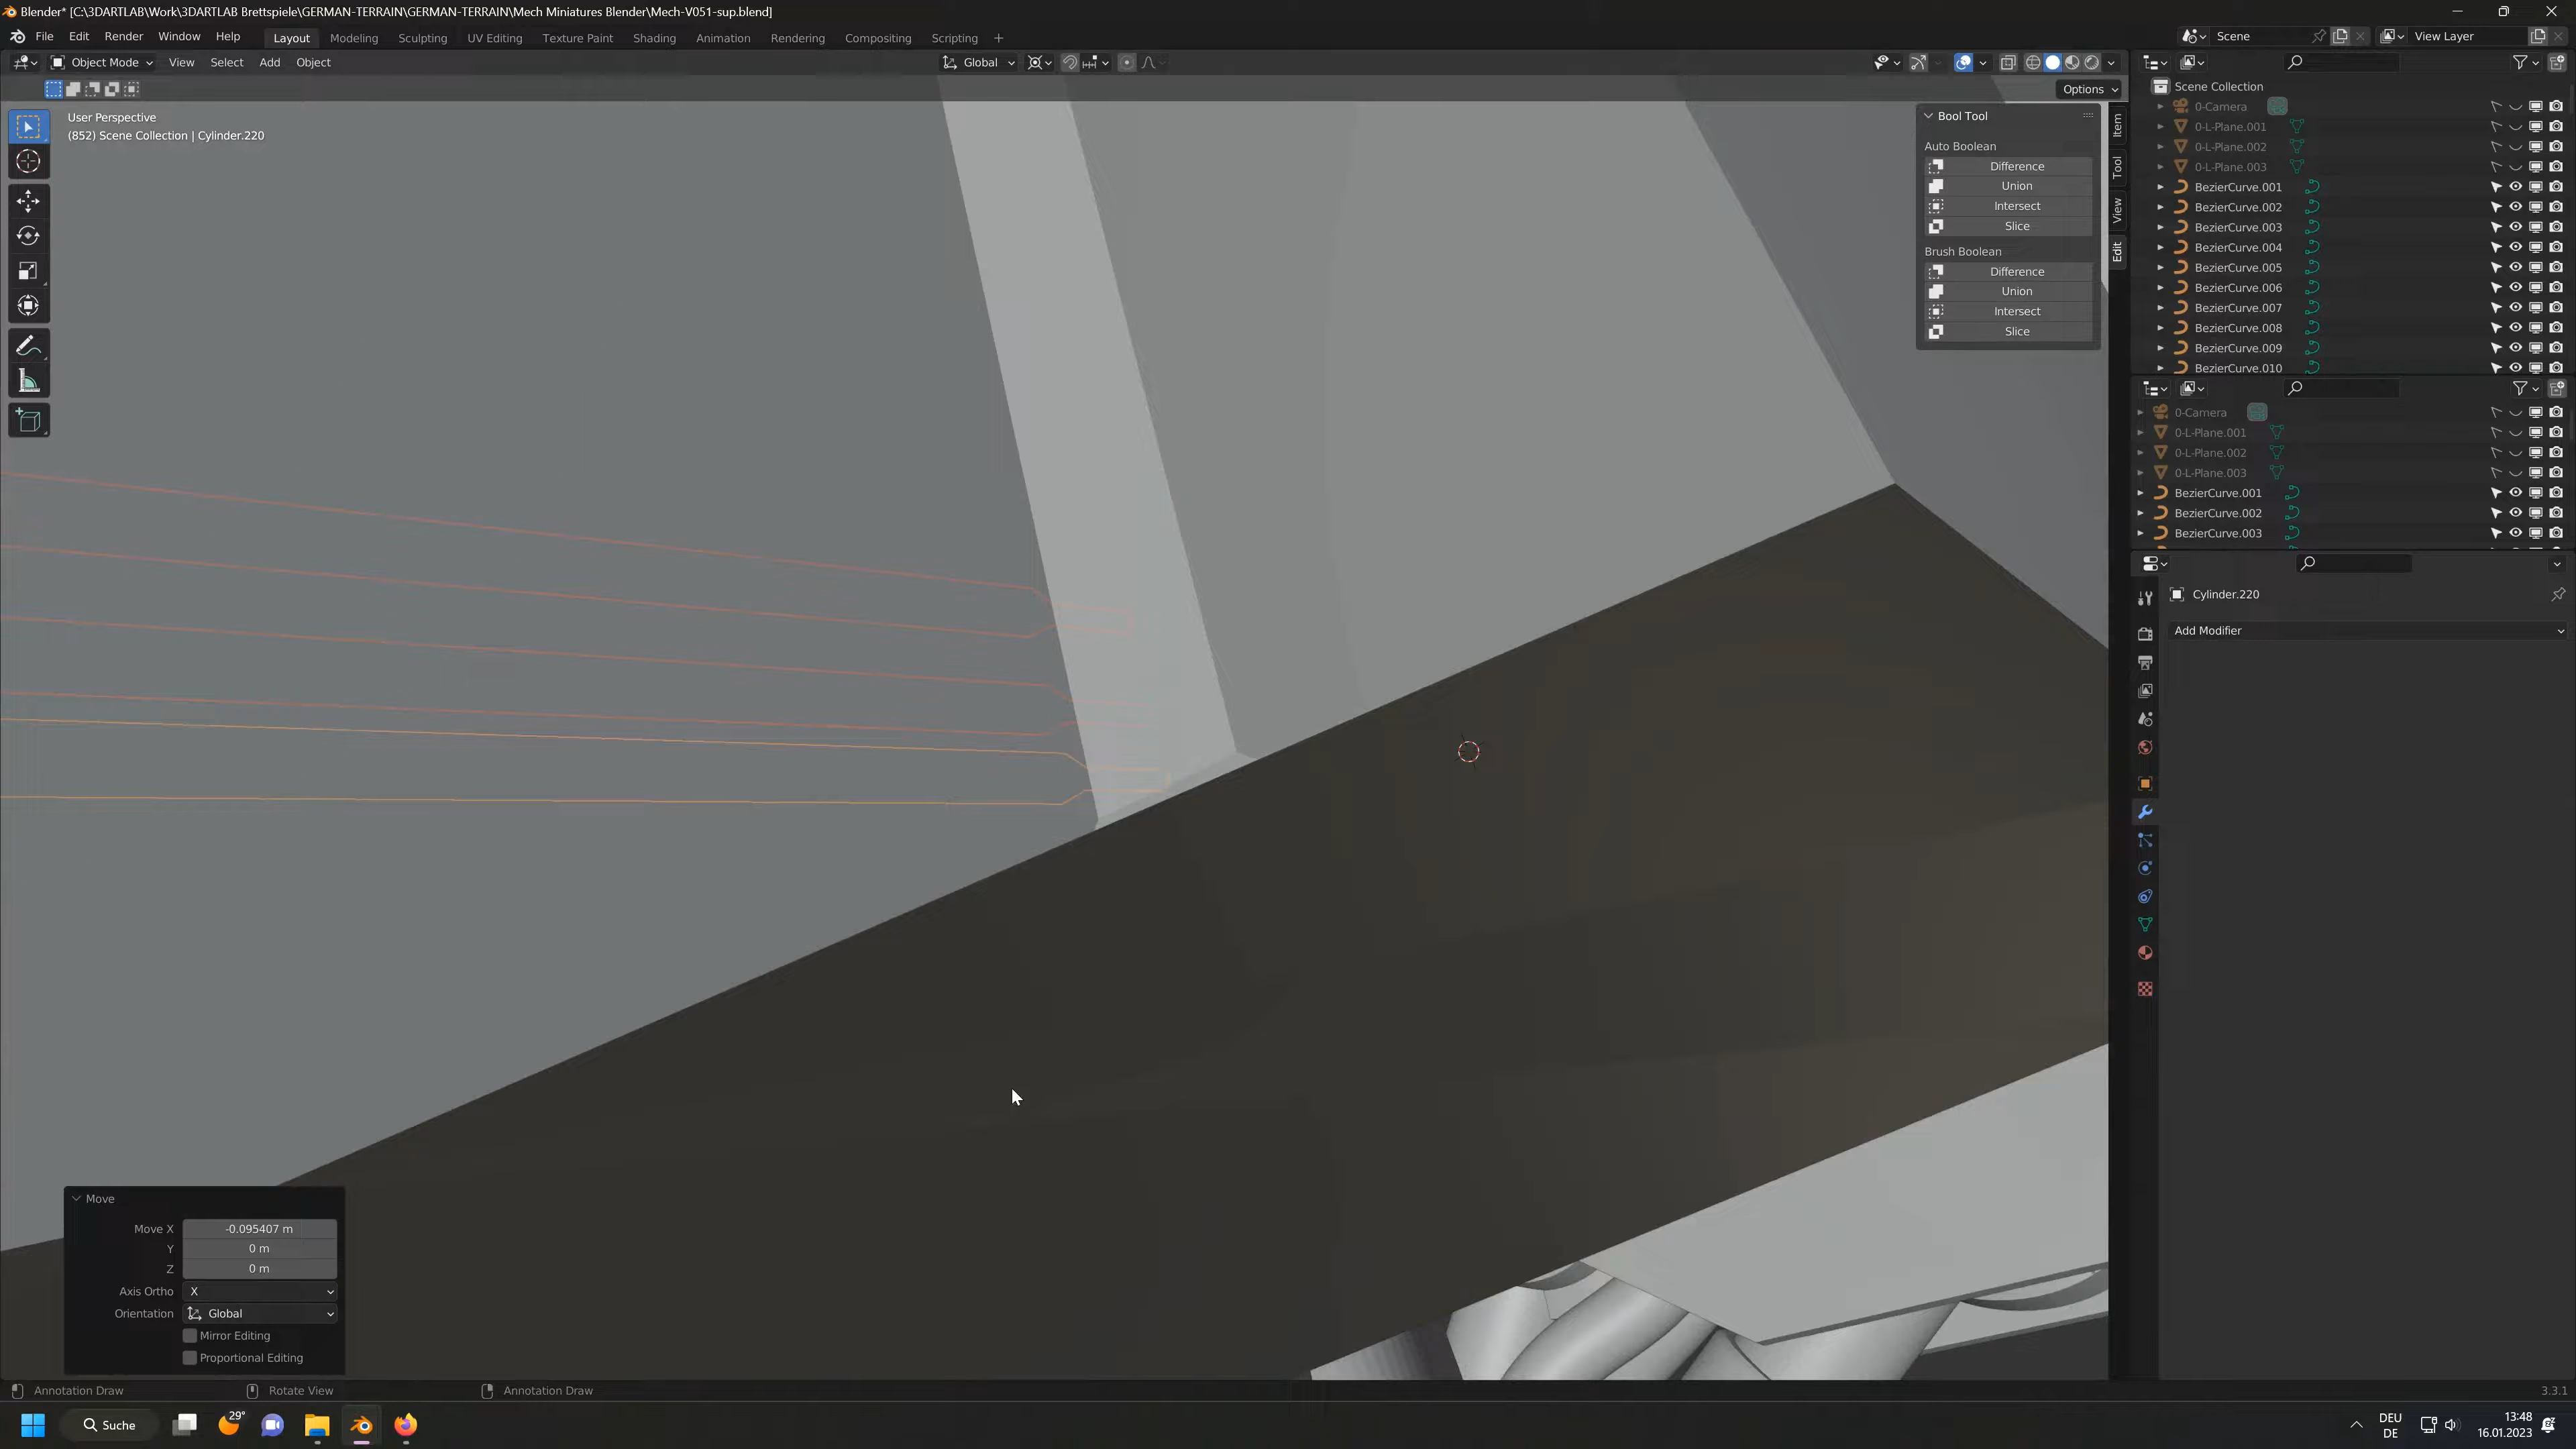 Blender* [C:\3DARTLAB\Work\3DARTLAB Brettspiele\GERMAN-TERRAIN\GERMAN-TERRAIN\Mech Miniatures Blender\Mech-V051-sup.blend]
File Edit Render Window Help Layout Modeling Sculpting UV Editing Texture Paint Shading Animation Rendering Compositing Scripting + Scene View Layer
Object Mode View Select Add Object Global
Options
User Perspective
(852) Scene Collection | Cylinder.220
Bool Tool
Auto Boolean
Difference
Union
Intersect
Slice
Brush Boolean
Difference
Union
Intersect
Slice
Item
Tool
View
Edit
Scene Collection
0-Camera
0-L-Plane.001
0-L-Plane.002
0-L-Plane.003
BezierCurve.001
BezierCurve.002
BezierCurve.003
BezierCurve.004
BezierCurve.005
BezierCurve.006
BezierCurve.007
BezierCurve.008
BezierCurve.009
BezierCurve.010
0-Camera
0-L-Plane.001
0-L-Plane.002
0-L-Plane.003
BezierCurve.001
BezierCurve.002
BezierCurve.003
Cylinder.220
Add Modifier
Move
Move X -0.095407 m
Y 0 m
Z 0 m
Axis Ortho X
Orientation Global
Mirror Editing
Proportional Editing
Annotation Draw Rotate View Annotation Draw 3.3.1
Suche 29°
DEU
DE
13:48
16.01.2023